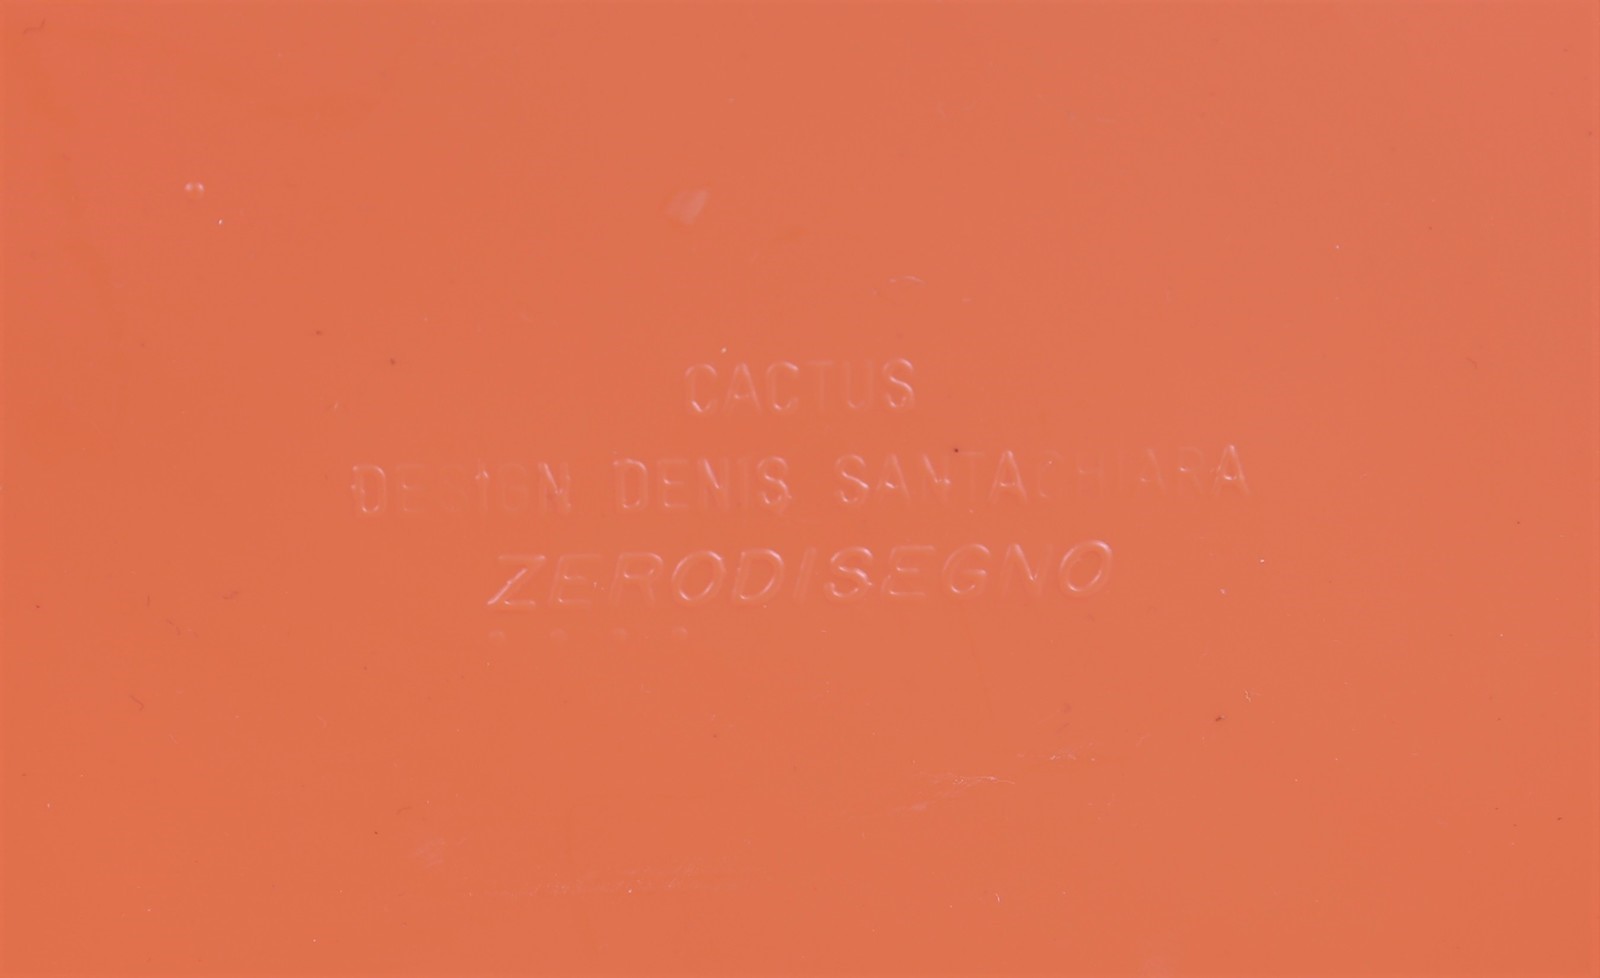 CACTUS
DESIGN DENIS SANTACHIARA
ZERODISEGNO